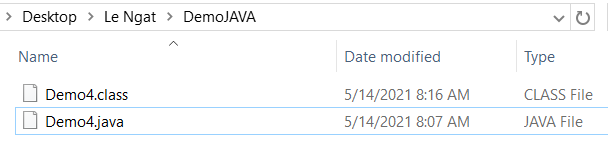 Desktop > Le Ngat > DemoJAVA
Name Date modified Type
Demo4.class 5/14/2021 8:16 AM CLASS File
Demo4.java 5/14/2021 8:07 AM JAVA File